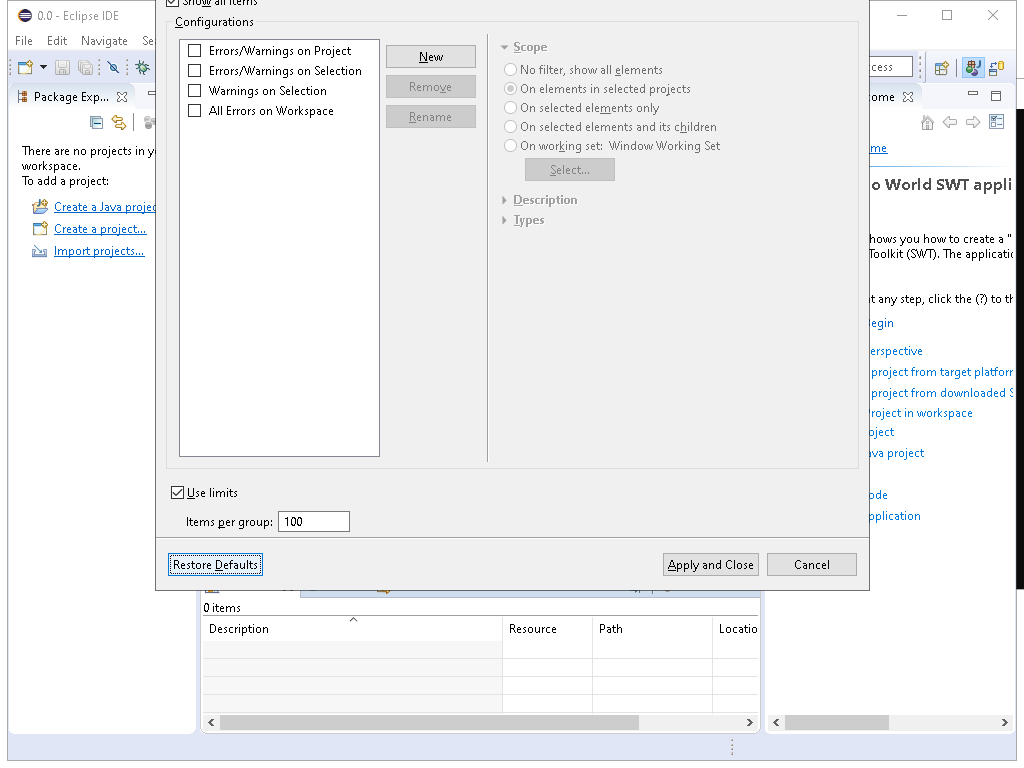 0.0 - Eclipse IDE
File Edit Navigate Se
Package Exp...
There are no projects in y
workspace.
To add a project:
Create a Java projec
Create a project...
Import projects...
Show all items
Configurations
Errors/Warnings on Project
Errors/Warnings on Selection
Warnings on Selection
All Errors on Workspace
New
Remove
Rename
Scope
No filter, show all elements
On elements in selected projects
On selected elements only
On selected elements and its children
On working set: Window Working Set
Select...
Description
Types
Use limits
Items per group: 100
Restore Defaults
Apply and Close
Cancel
0 items
Description Resource Path Locatio
cess
ome
me
o World SWT appli
hows you how to create a "
Toolkit (SWT). The applicatio
t any step, click the (?) to th
egin
erspective
project from target platform
project from downloaded S
roject in workspace
oject
ava project
ode
pplication